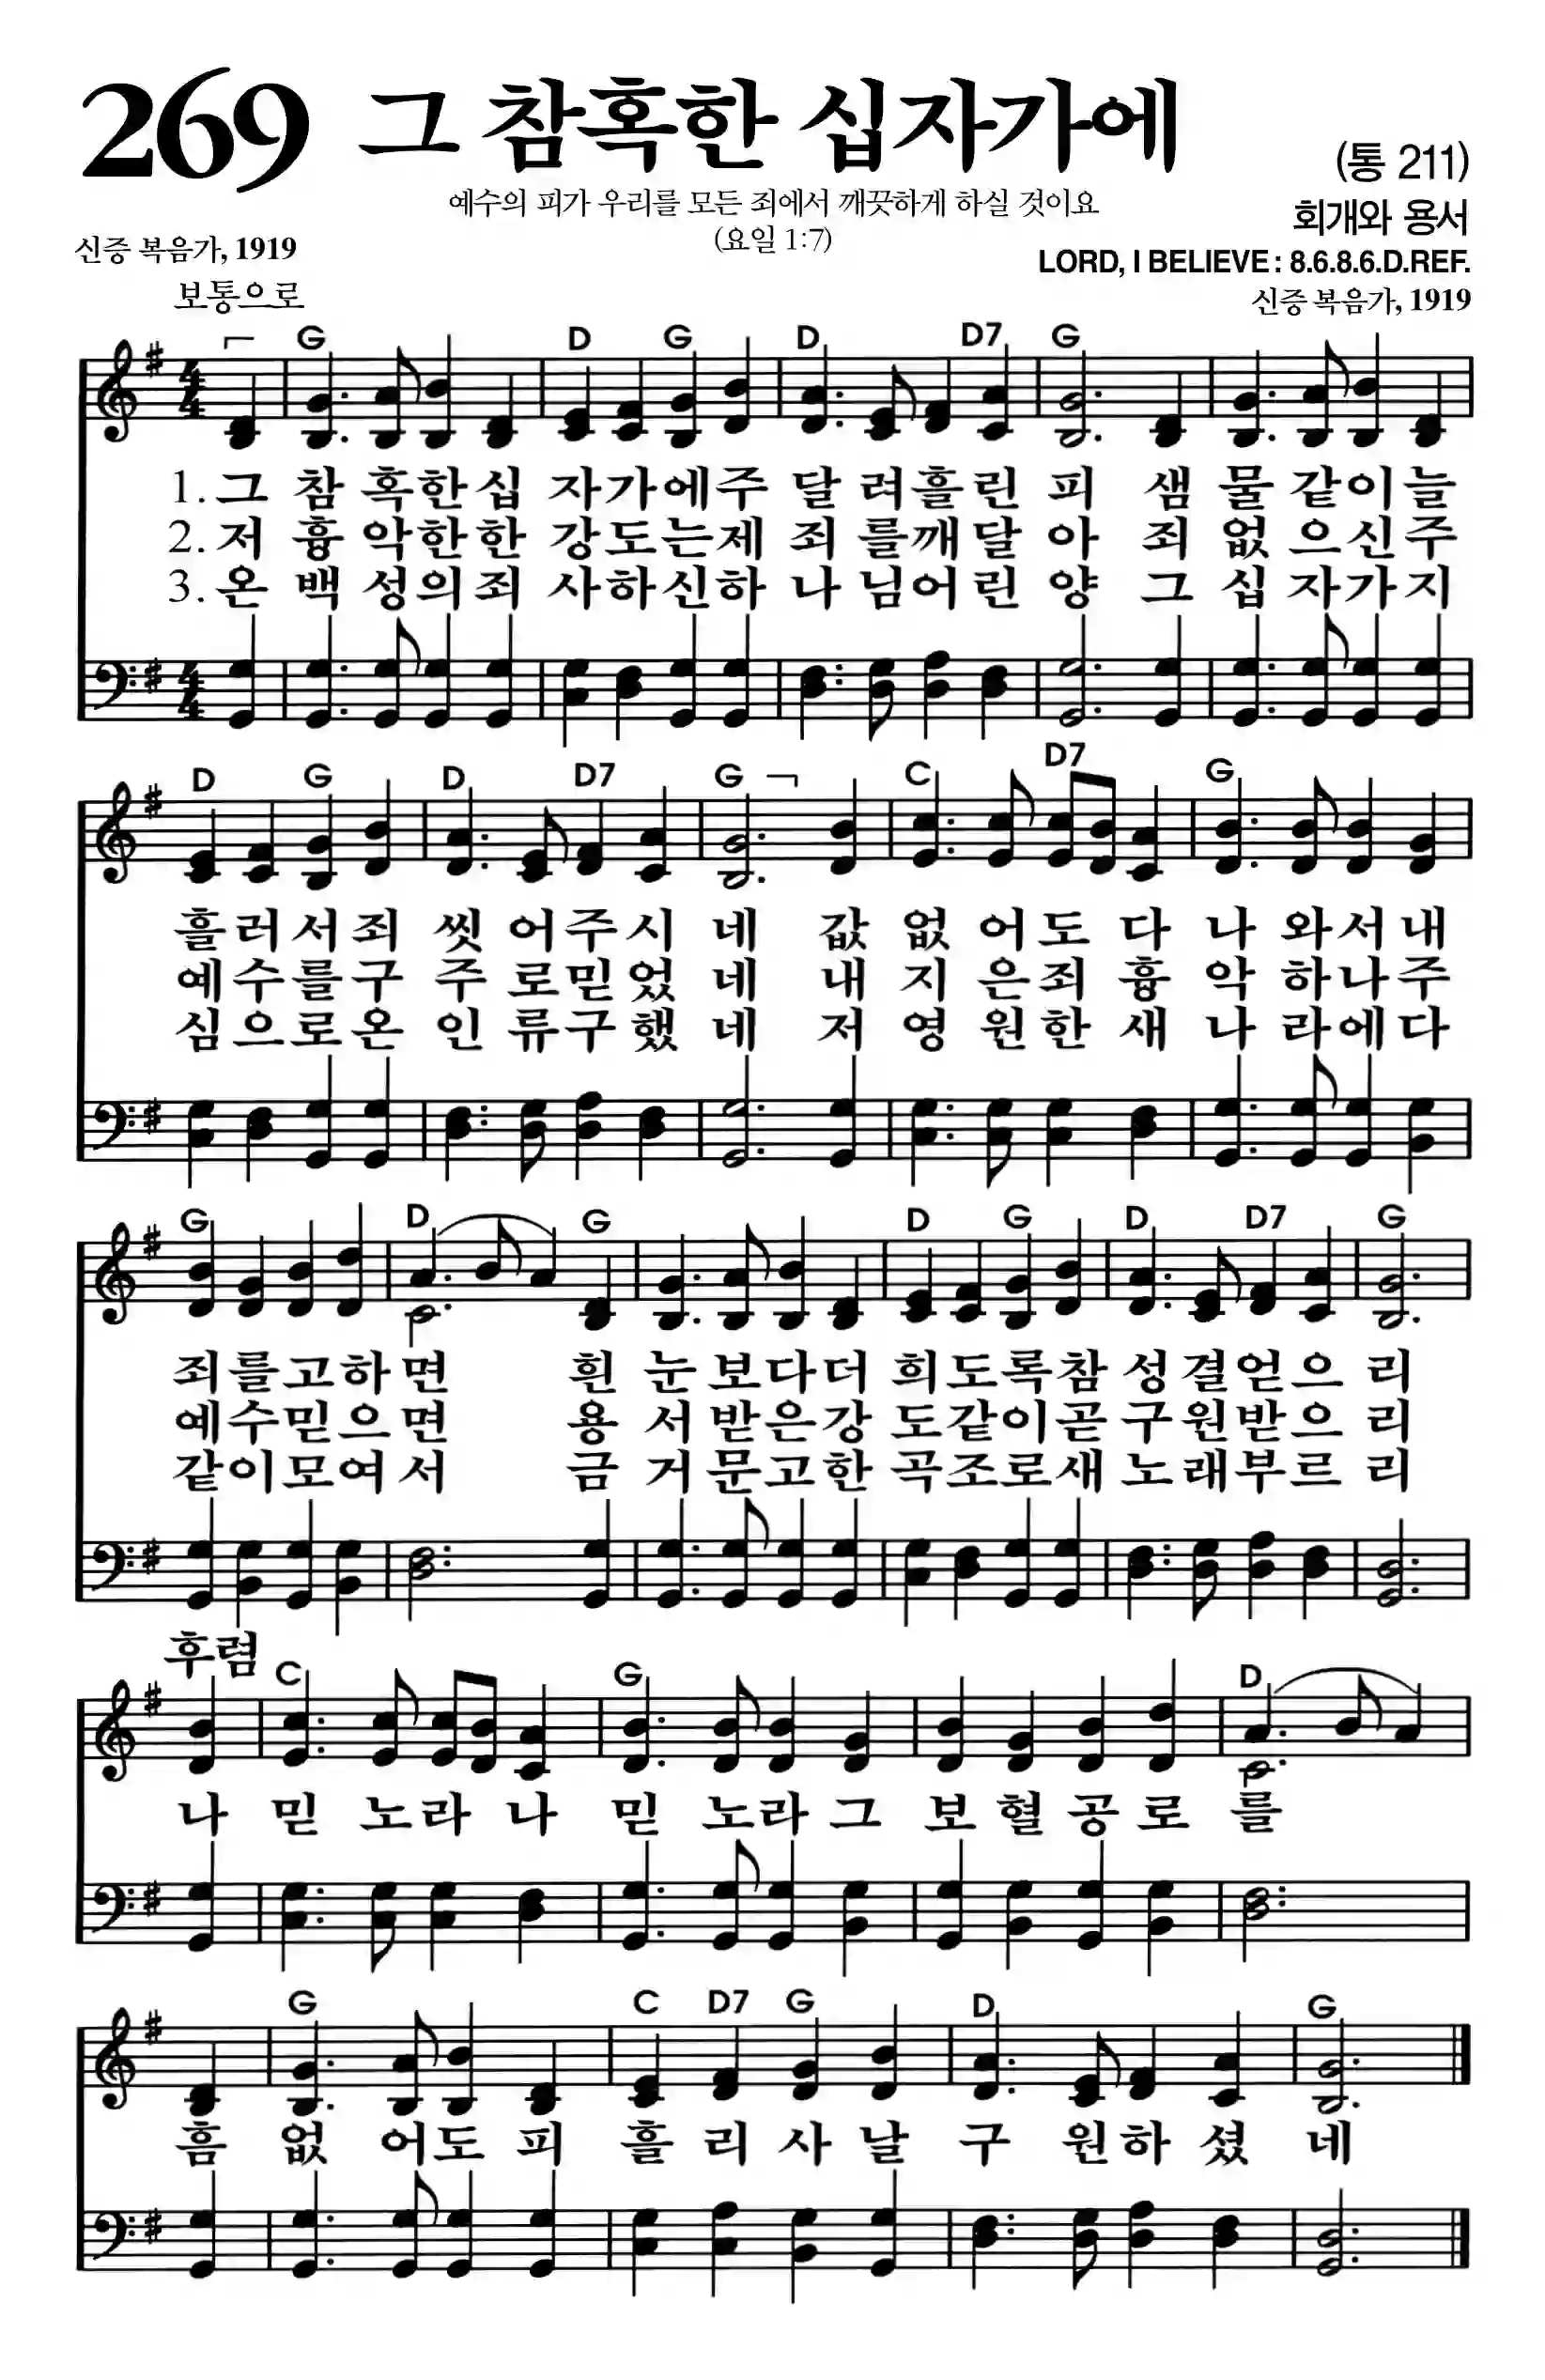 269 그 참혹한 십자가에
(통 211)
예수의 피가 우리를 모든 죄에서 깨끗하게 하실 것이요
회개와 용서
(요일 1:7)
신증 복음가, 1919
LORD, I BELIEVE : 8.6.8.6.D.REF.
보통으로
신증 복음가, 1919
G D G D D7 G
1. 그 참 혹한십 자가에주 달 려흘린 피 샘 물 같이늘
2. 저 흉 악한한 강도는제 죄 를깨달 아 죄 없 으신주
3. 온 백 성의죄 사하신하 나 님어린 양 그 십 자가지
D G D D7 G C D7 G
흘러서죄 씻 어주시 네 값 없 어도 다 나 와서내
예수를구 주 로믿었 네 내 지 은죄 흉 악 하나주
심으로온 인 류구했 네 저 영 원한 새 나 라에다
G D G D G D D7 G
죄를고하면 흰 눈 보다더 희도록참 성결얻으 리
예수믿으면 용 서 받은강 도같이곧 구원받으 리
같이모여서 금 거 문고한 곡조로새 노래부르 리
후렴
C G D
나 믿 노라 나 믿 노라 그 보 혈 공 로 를
G C D7 G D G
흠 없 어도 피 흘 리 사 날 구 원하 셨 네